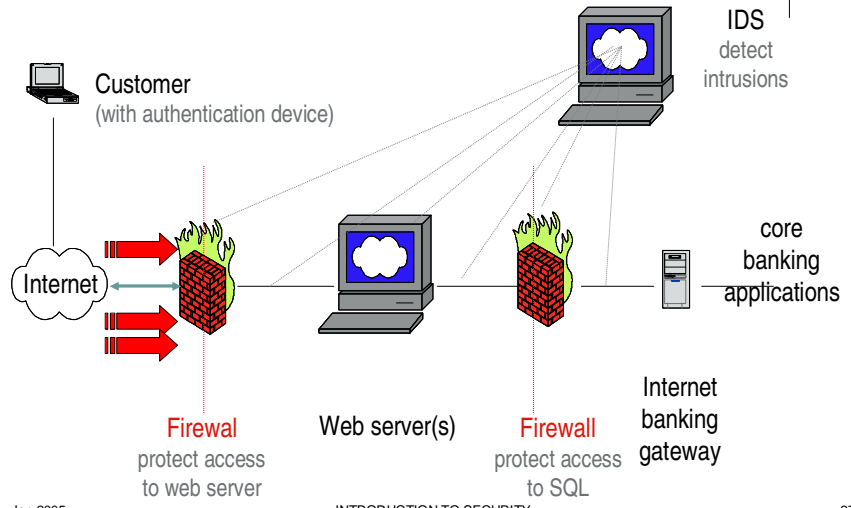 IDS
detect
intrusions
Customer
(with authentication device)
Internet
core
banking
applications
Firewal
protect access
to web server
Web server(s)
Firewall
protect access
to SQL
Internet
banking
gateway
2005
INTRODUCTION TO SECURITY